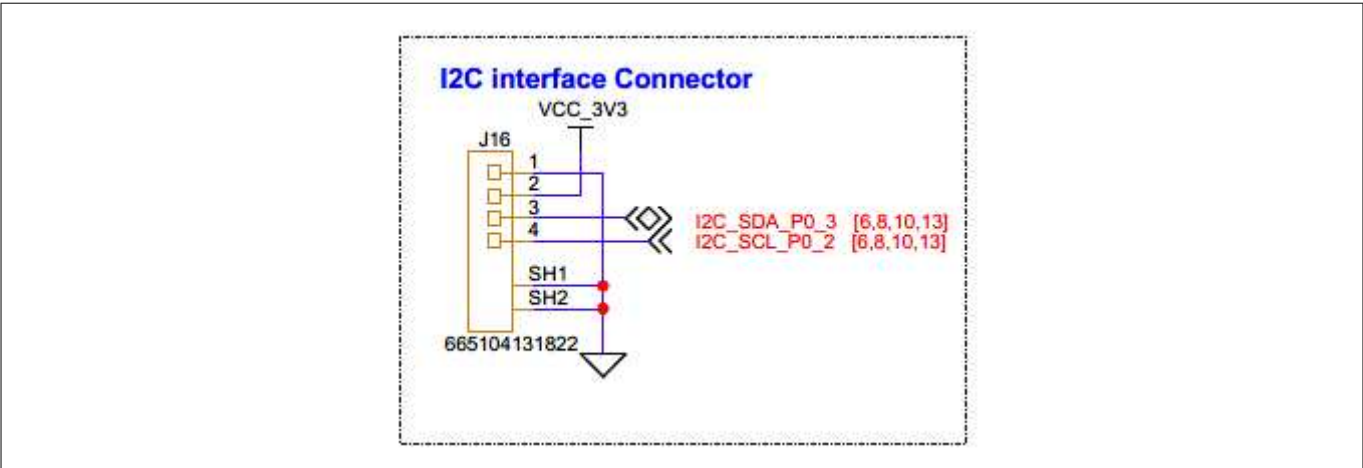 I2C interface Connector
VCC_3V3
J16
1
2
3
4
I2C_SDA_P0_3 [6,8,10,13]
I2C_SCL_P0_2 [6,8,10,13]
SH1
SH2
665104131822